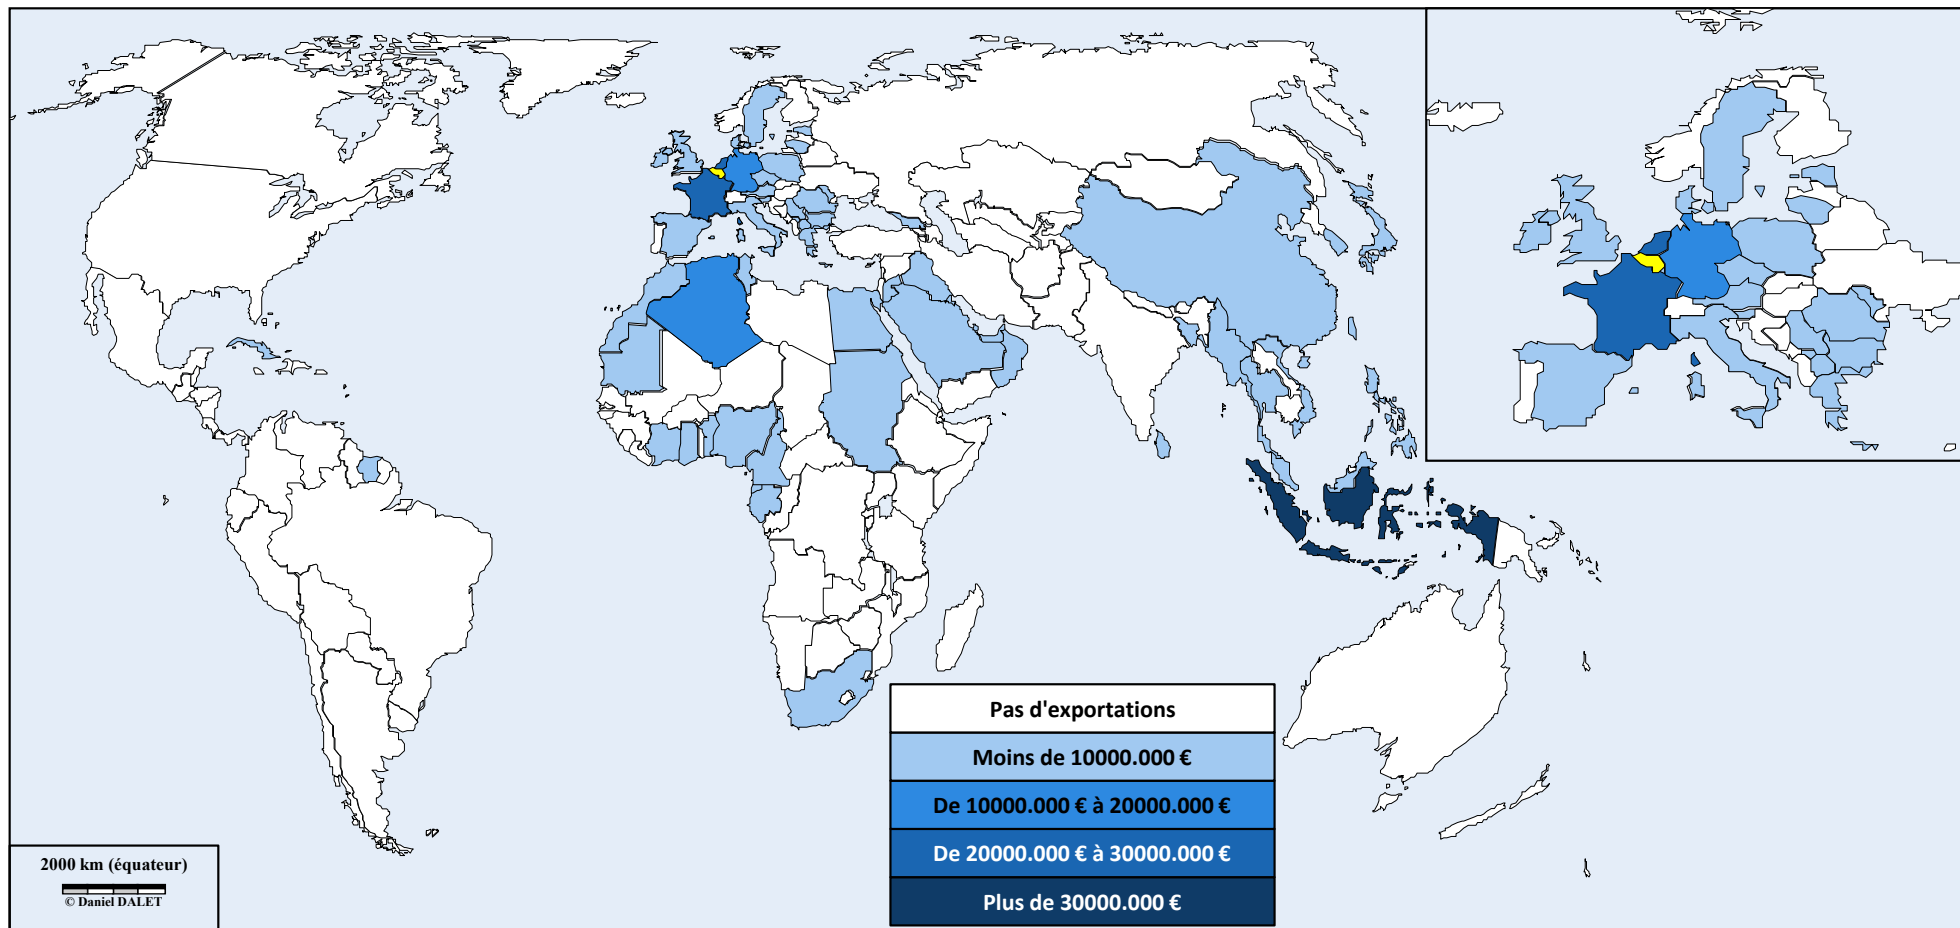 Pas d'exportations
Moins de 10000.000 €
De 10000.000 € à 20000.000 €
De 20000.000 € à 30000.000 €
Plus de 30000.000 €
2000 km (équateur)
© Daniel DALET